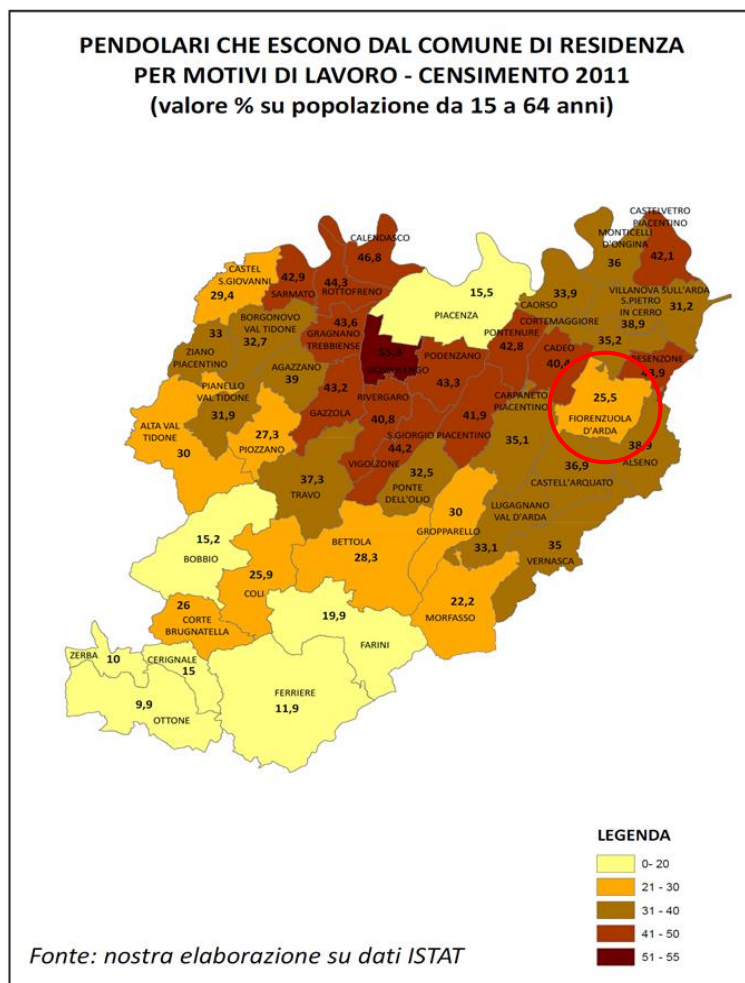 PENDOLARI CHE ESCONO DAL COMUNE DI RESIDENZA
PER MOTIVI DI LAVORO - CENSIMENTO 2011
(valore % su popolazione da 15 a 64 anni)
CASTELVETRO
PIACENTINO
42,1
MONTICELLI
D'ONGINA
36
CALENDASCO
46,8
CASTEL
S.GIOVANNI
29,4
42,9
SARMATO
44,3
ROTTOFRENO
15,5
PIACENZA
33,9
CAORSO
VILLANOVA SULL'ARDA
31,2
S.PIETRO
IN CERRO
38,9
CORTEMAGGIORE
35,2
BORGONOVO
VAL TIDONE
32,7
43,6
GRAGNANO
TREBBIENSE
33
ZIANO
PIACENTINO
PODENZANO
43,3
PONTENURE
42,8
CADEO
40,4
BESENZONE
43,9
AGAZZANO
39
PIANELLO
VAL TIDONE
31,9
43,2
GAZZOLA
RIVERGARO
40,8
41,9
S.GIORGIO PIACENTINO
CARPANETO
PIACENTINO
35,1
25,5
FIORENZUOLA
D'ARDA
ALTA VAL
TIDONE
30
27,3
PIOZZANO
44,2
VIGOLZONE
38,9
ALSENO
37,3
TRAVO
32,5
PONTE
DELL'OLIO
36,9
CASTELL'ARQUATO
30
GROPPARELLO
LUGAGNANO
VAL D'ARDA
33,1
35
VERNASCA
15,2
BOBBIO
BETTOLA
28,3
25,9
COLI
22,2
MORFASSO
26
CORTE
BRUGNATELLA
19,9
FARINI
ZERBA
10
CERIGNALE
15
9,9
OTTONE
FERRIERE
11,9
LEGENDA
0- 20
21 - 30
31 - 40
41 - 50
51 - 55
Fonte: nostra elaborazione su dati ISTAT